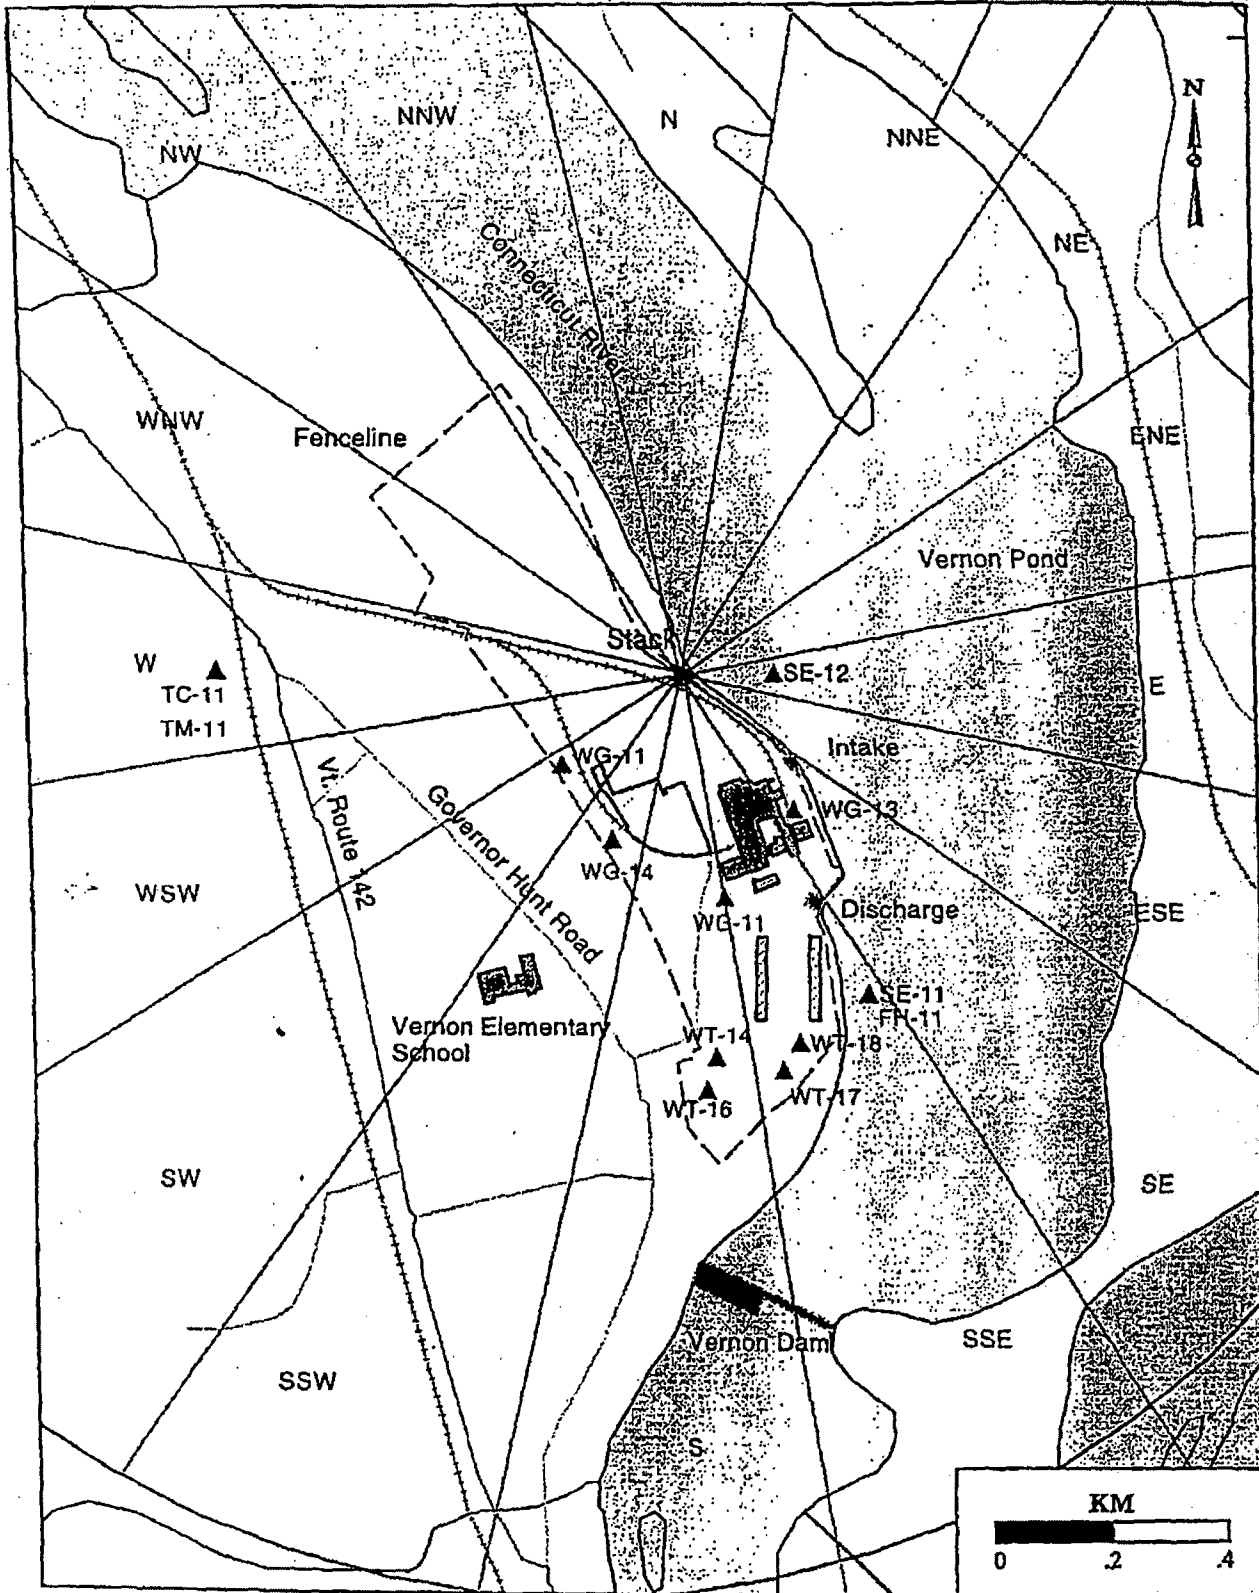 NNW
N
N
NNE
NW
NE
Connecticut River
WNW
Fenceline
ENE
Vernon Pond
Stack
W
TC-11
TM-11
SE-12
E
Intake
WG-11
WG-13
Vt. Route 142
Governor Hunt Road
WG-14
WSW
WG-11
Discharge
ESE
SE-11
FH-11
Vernon Elementary
School
WT-14
WT-18
WT-16
WT-17
SW
SE
Vernon Dam
SSE
SSW
S
KM
0 .2 .4